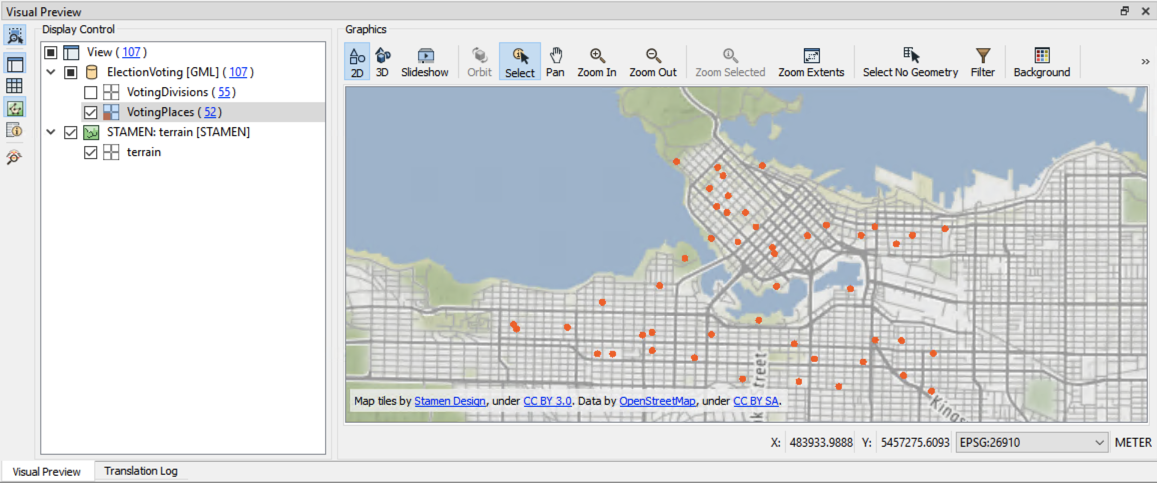 Visual Preview
Display Control
View ( 107 )
ElectionVoting [GML] ( 107 )
VotingDivisions ( 55 )
VotingPlaces ( 52 )
STAMEN: terrain [STAMEN]
terrain
Graphics
2D 3D Slideshow Orbit Select Pan Zoom In Zoom Out Zoom Selected Zoom Extents Select No Geometry Filter Background »
treet
Kings
Map tiles by Stamen Design, under CC BY 3.0. Data by OpenStreetMap, under CC BY SA.
X: 483933.9888 Y: 5457275.6093 EPSG:26910 METER
Visual Preview Translation Log